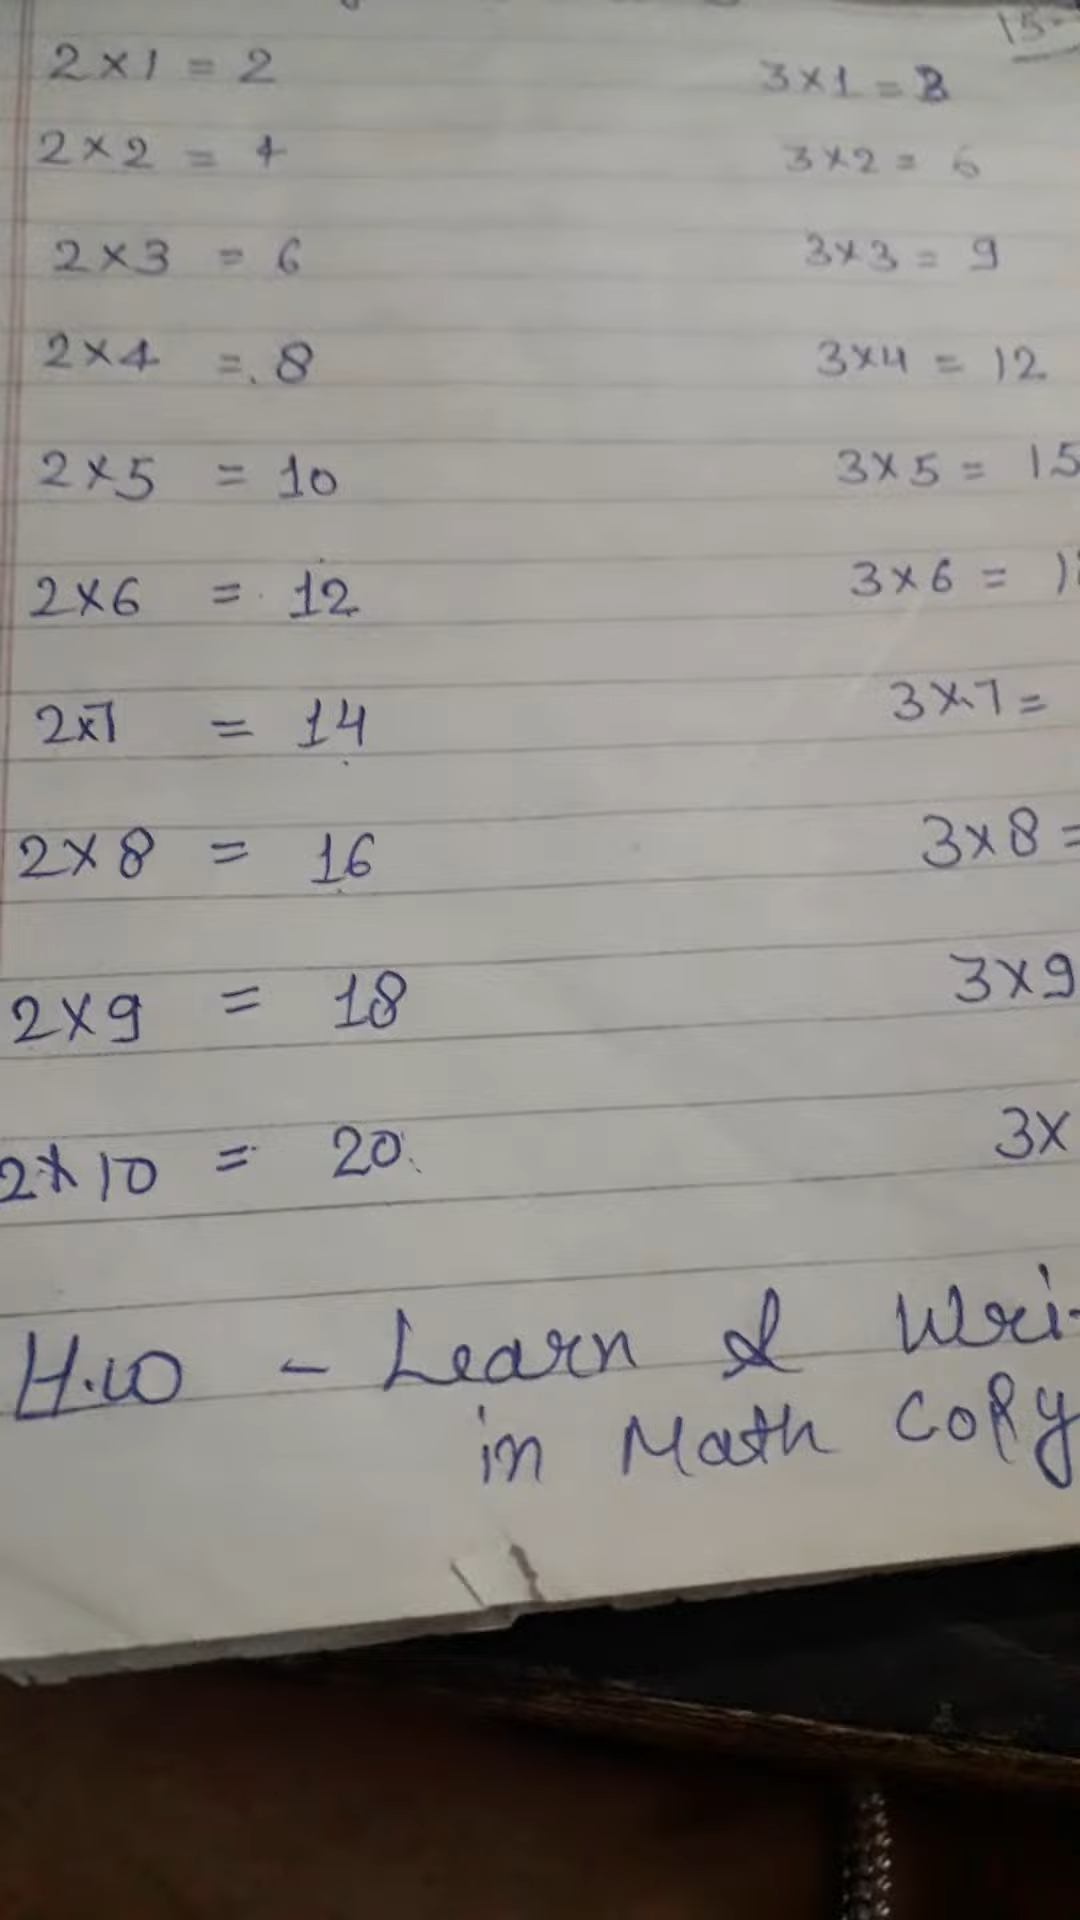 15-
2×1 = 2
3×1 = 3
2×2 = 4
3×2 = 6
2×3 = 6
3×3 = 9
2×4 = 8
3×4 = 12
2×5 = 10
3×5 = 15
2×6 = 12
3×6 = 1
2×7 = 14
3×7 =
2×8 = 16
3×8 =
2×9 = 18
3×9
2×10 = 20
3×
H.W - Learn & Wri
in Math copy